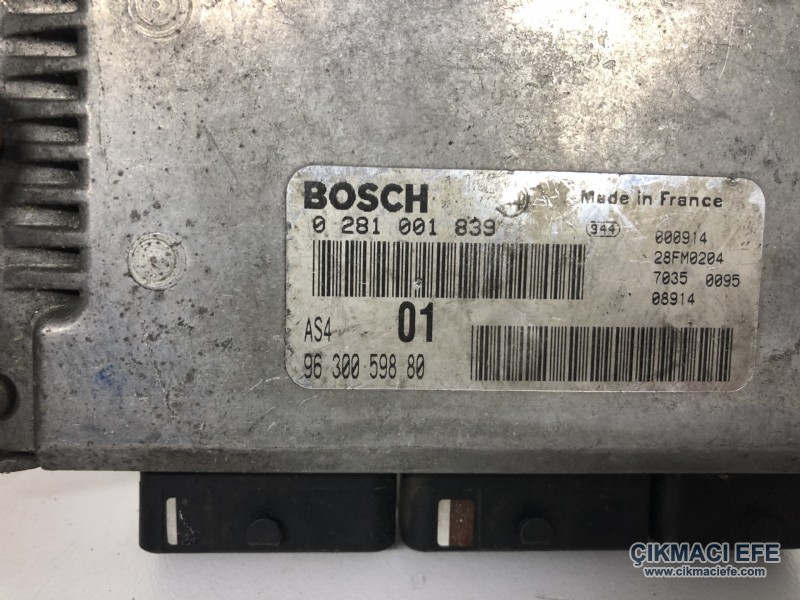 BOSCH
Made in France
0 281 001 839
944
000914
28FM0204
7035 0095
08914
AS4
01
96 300 598 80
ÇIKMACI EFE
www.cikmaciefe.com